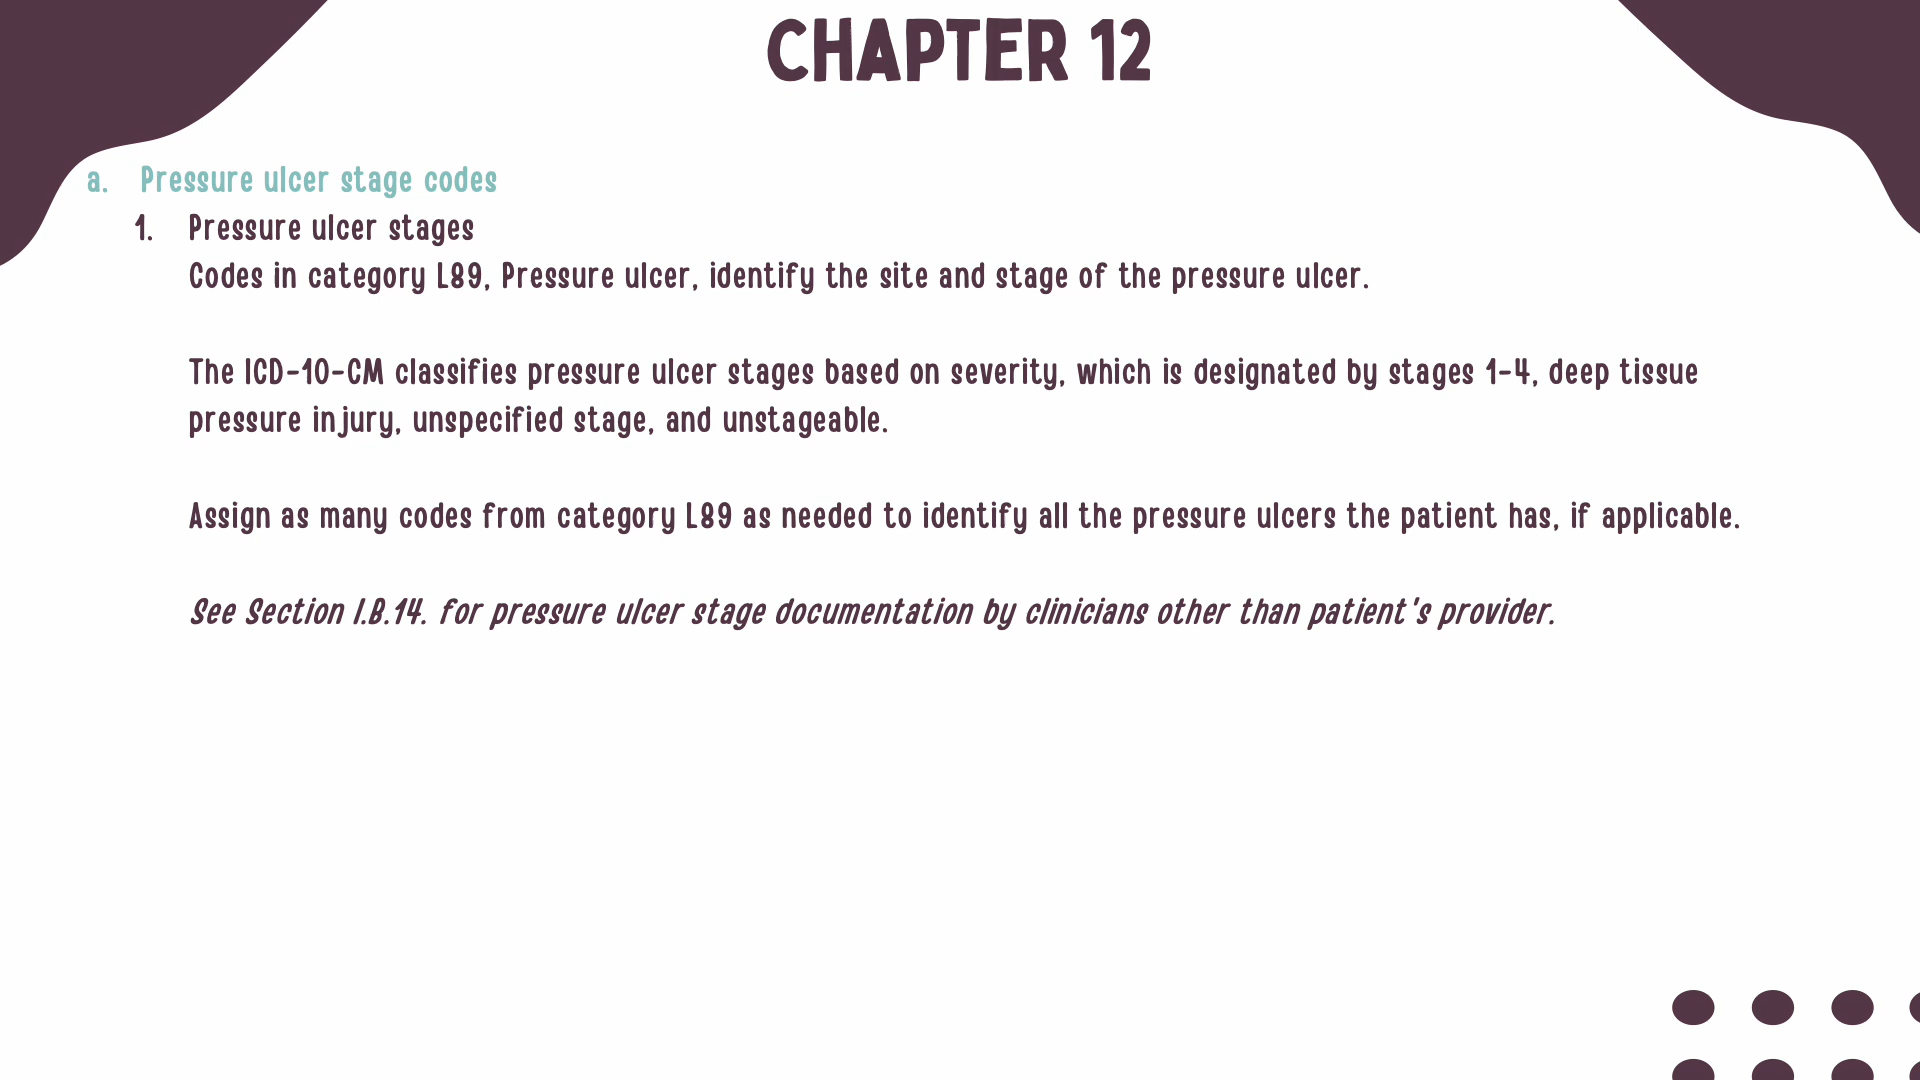 CHAPTER 12
a. Pressure ulcer stage codes
1. Pressure ulcer stages
Codes in category L89, Pressure ulcer, identify the site and stage of the pressure ulcer.
The ICD-10-CM classifies pressure ulcer stages based on severity, which is designated by stages 1-4, deep tissue
pressure injury, unspecified stage, and unstageable.
Assign as many codes from category L89 as needed to identify all the pressure ulcers the patient has, if applicable.
See Section I.B.14. for pressure ulcer stage documentation by clinicians other than patient's provider.